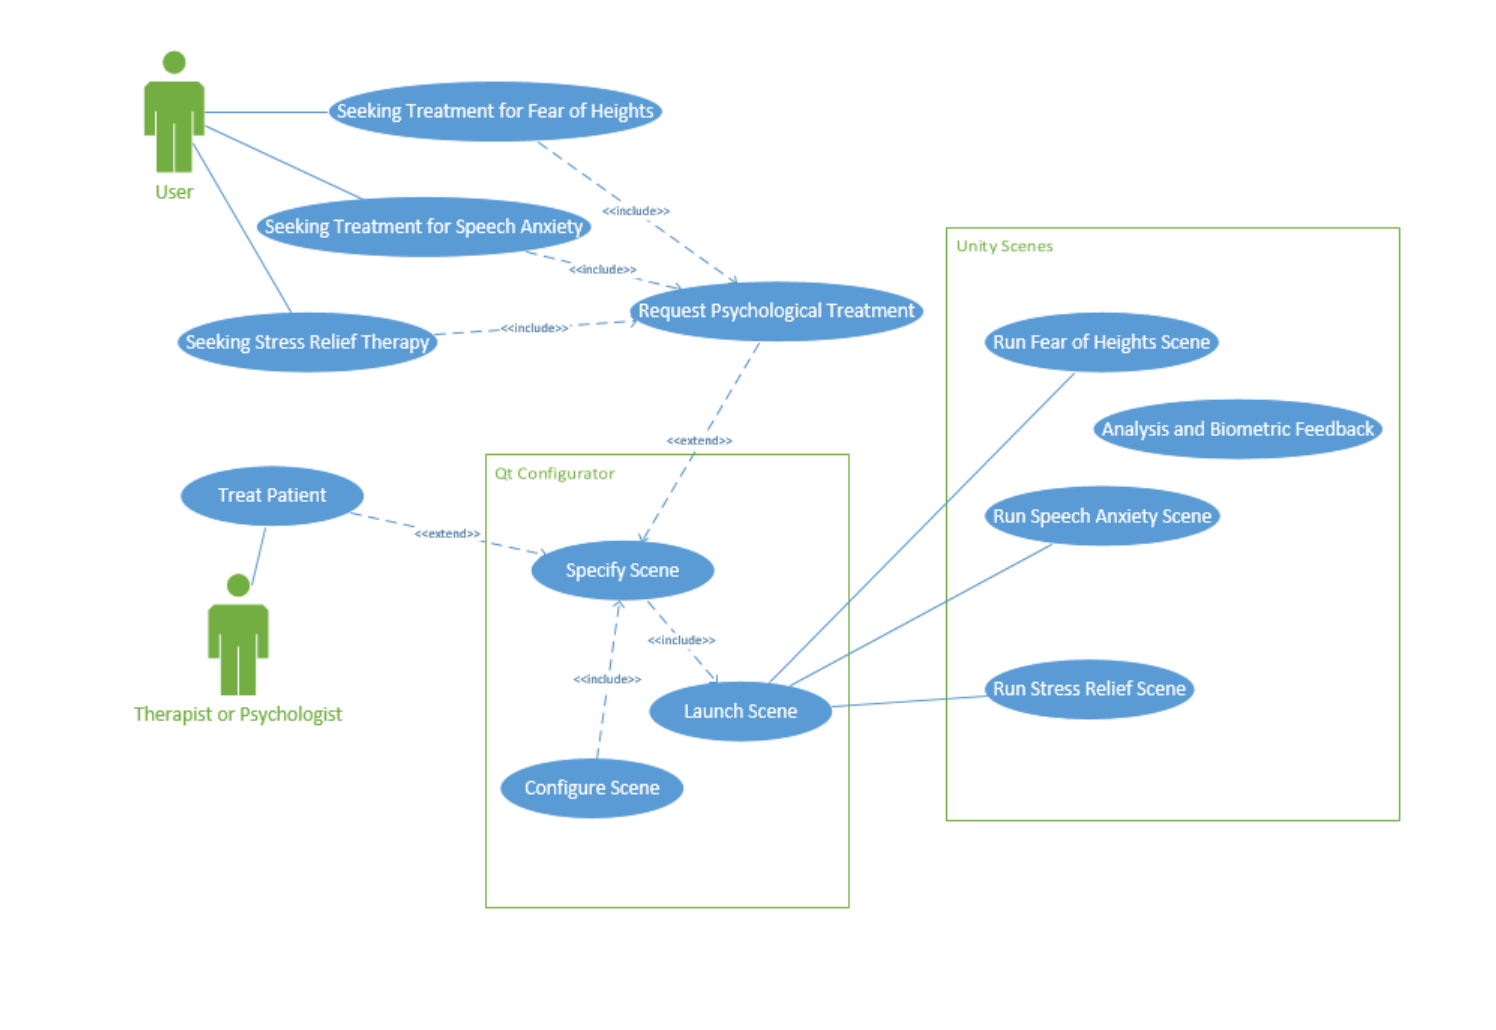 Seeking Treatment for Fear of Heights
User
<<include>>
Seeking Treatment for Speech Anxiety
Unity Scenes
<<include>>
Request Psychological Treatment
<<include>>
Seeking Stress Relief Therapy
Run Fear of Heights Scene
Analysis and Biometric Feedback
<<extend>>
Qt Configurator
Treat Patient
Run Speech Anxiety Scene
<<extend>>
Specify Scene
<<include>>
<<include>>
Run Stress Relief Scene
Therapist or Psychologist
Launch Scene
Configure Scene